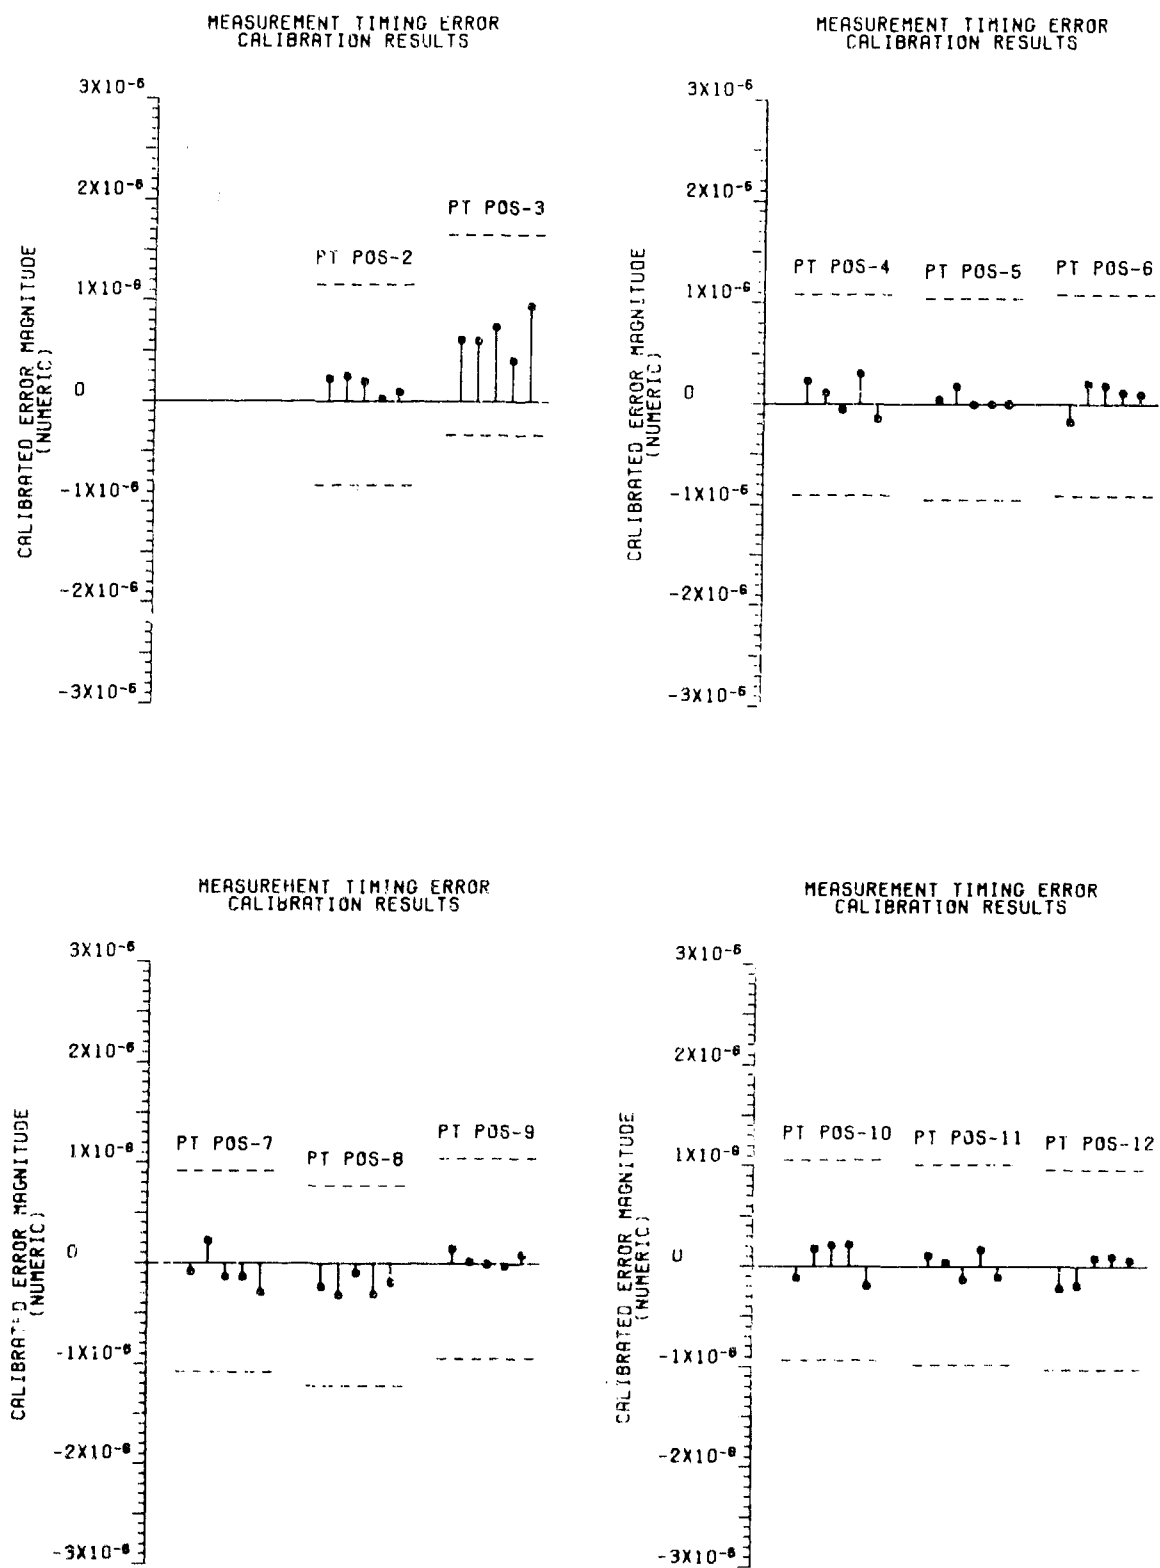 MEASUREMENT TIMING ERROR
CALIBRATION RESULTS
3X10-6
2X10-6
1X10-6
0
-1X10-6
-2X10-6
-3X10-6
CALIBRATED ERROR MAGNITUDE
(NUMERIC)
PT POS-2
PT POS-3
MEASUREMENT TIMING ERROR
CALIBRATION RESULTS
3X10-6
2X10-6
1X10-6
0
-1X10-6
-2X10-6
-3X10-6
CALIBRATED ERROR MAGNITUDE
(NUMERIC)
PT POS-4
PT POS-5
PT POS-6
MEASUREMENT TIMING ERROR
CALIBRATION RESULTS
3X10-6
2X10-6
1X10-6
0
-1X10-6
-2X10-6
-3X10-6
CALIBRATED ERROR MAGNITUDE
(NUMERIC)
PT POS-7
PT POS-8
PT POS-9
MEASUREMENT TIMING ERROR
CALIBRATION RESULTS
3X10-6
2X10-6
1X10-6
0
-1X10-6
-2X10-6
-3X10-6
CALIBRATED ERROR MAGNITUDE
(NUMERIC)
PT POS-10
PT POS-11
PT POS-12